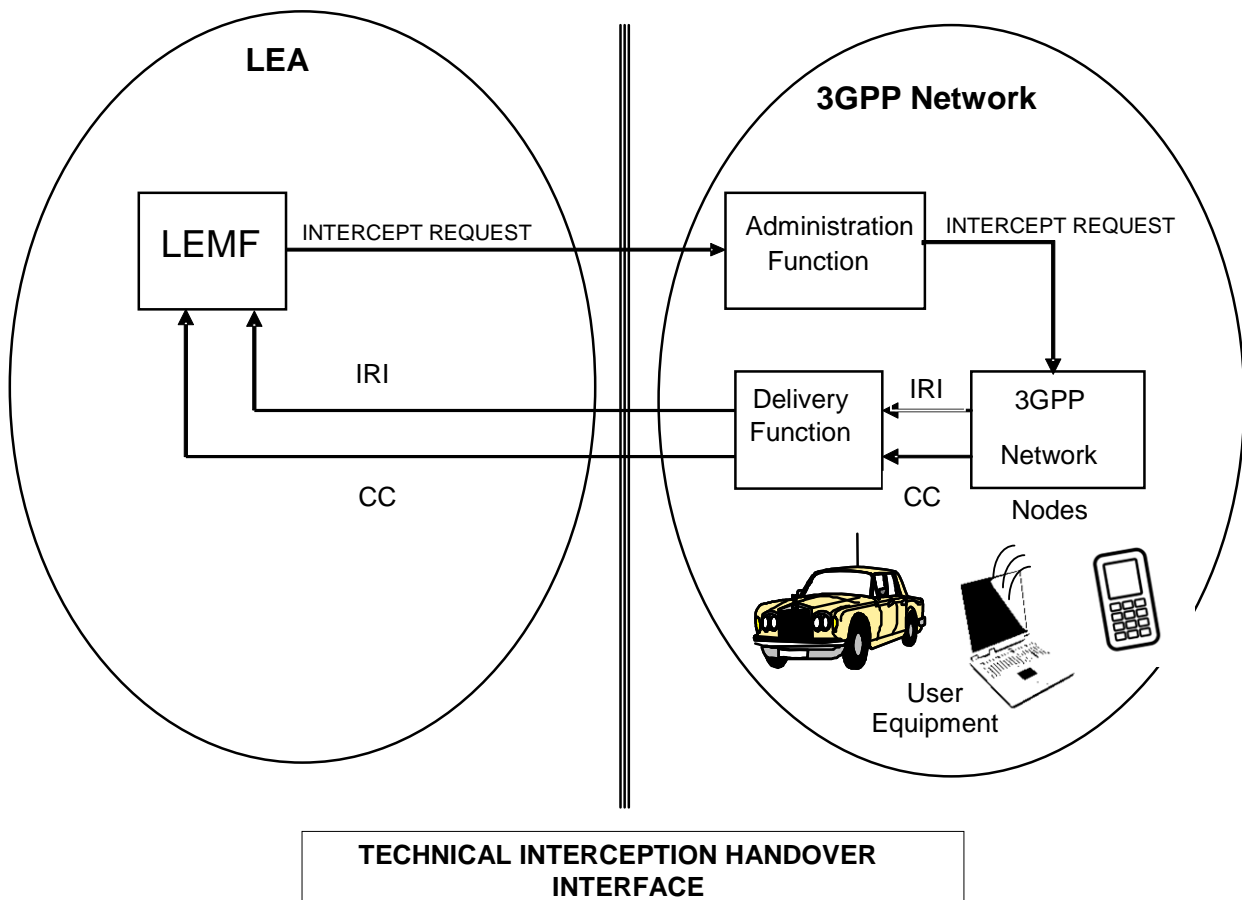 LEA
3GPP Network
LEMF
INTERCEPT REQUEST
Administration
Function
INTERCEPT REQUEST
IRI
Delivery
Function
IRI
3GPP
Network
CC
CC
Nodes
User
Equipment
TECHNICAL INTERCEPTION HANDOVER
INTERFACE